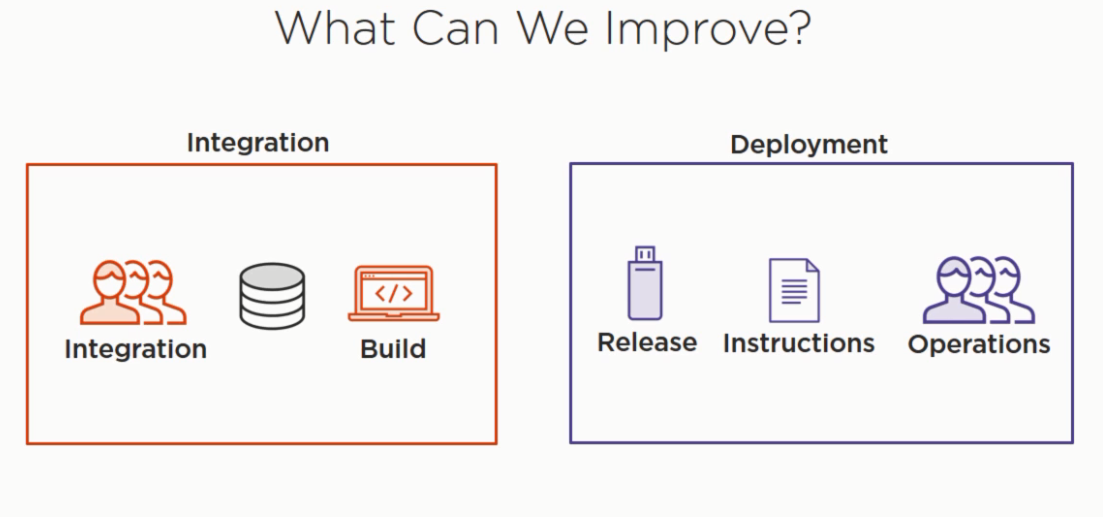 What Can We Improve?
Integration
Integration
Build
Deployment
Release
Instructions
Operations